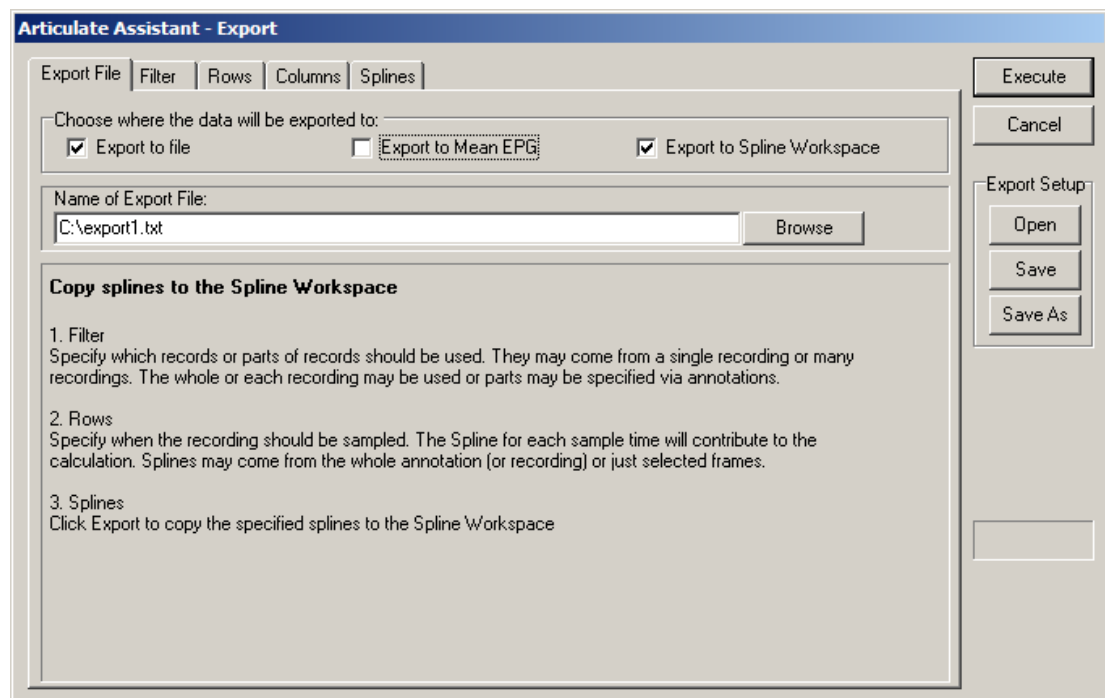 Articulate Assistant - Export
Export File
Filter
Rows
Columns
Splines
Execute
Cancel
Choose where the data will be exported to:
Export to file
Export to Mean EPG
Export to Spline Workspace
Export Setup
Name of Export File:
C:\export1.txt
Browse
Open
Save
Save As
Copy splines to the Spline Workspace
1. Filter
Specify which records or parts of records should be used. They may come from a single recording or many
recordings. The whole or each recording may be used or parts may be specified via annotations.
2. Rows
Specify when the recording should be sampled. The Spline for each sample time will contribute to the
calculation. Splines may come from the whole annotation (or recording) or just selected frames.
3. Splines
Click Export to copy the specified splines to the Spline Workspace